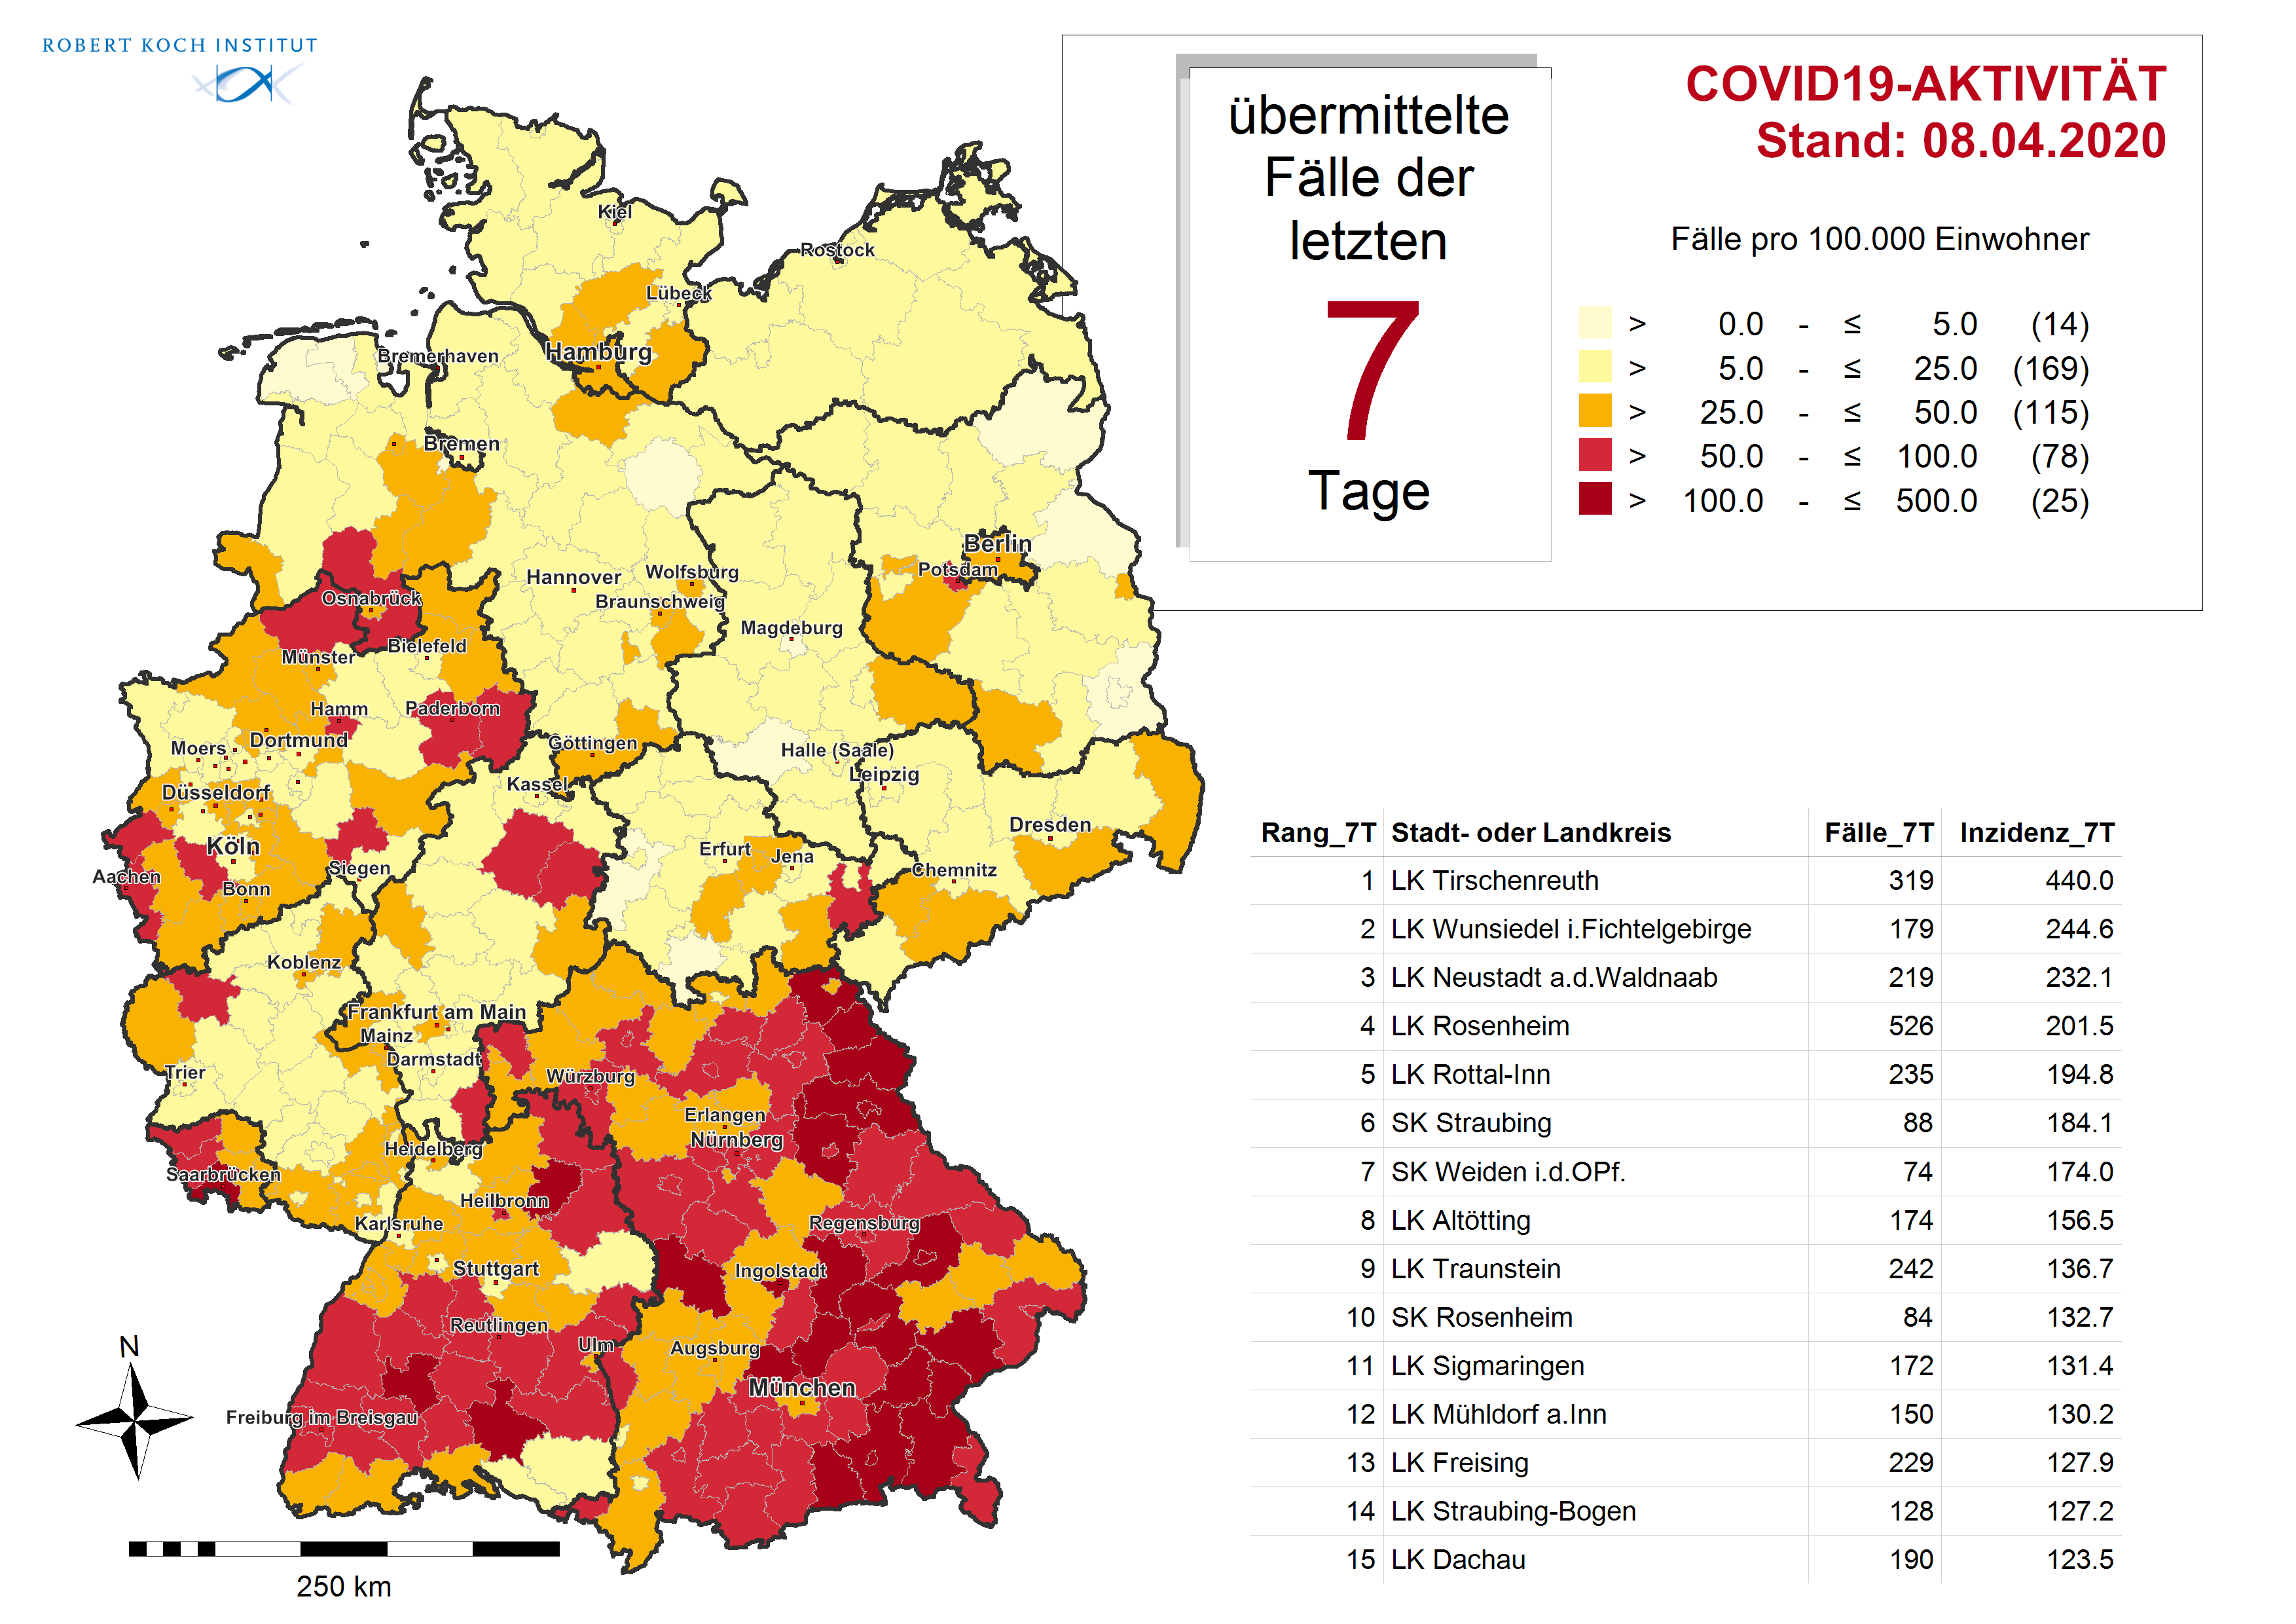 ROBERT KOCH INSTITUT
übermittelte
Fälle der
letzten
7
Tage
COVID19-AKTIVITÄT
Stand: 08.04.2020
Fälle pro 100.000 Einwohner
> 0.0 - ≤ 5.0 (14)
> 5.0 - ≤ 25.0 (169)
> 25.0 - ≤ 50.0 (115)
> 50.0 - ≤ 100.0 (78)
> 100.0 - ≤ 500.0 (25)
Kiel
Rostock
Lübeck
Hamburg
Bremerhaven
Bremen
Berlin
Potsdam
Hannover
Wolfsburg
Braunschweig
Osnabrück
Magdeburg
Bielefeld
Münster
Hamm
Paderborn
Moers
Dortmund
Göttingen
Halle (Saale)
Leipzig
Kassel
Düsseldorf
Dresden
Köln
Erfurt
Jena
Siegen
Chemnitz
Aachen
Bonn
Koblenz
Frankfurt am Main
Mainz
Darmstadt
Trier
Würzburg
Erlangen
Nürnberg
Heidelberg
Saarbrücken
Heilbronn
Karlsruhe
Regensburg
Stuttgart
Ingolstadt
Reutlingen
Ulm
Augsburg
München
Freiburg im Breisgau
N
250 km
Rang_7T Stadt- oder Landkreis Fälle_7T Inzidenz_7T
1 LK Tirschenreuth 319 440.0
2 LK Wunsiedel i.Fichtelgebirge 179 244.6
3 LK Neustadt a.d.Waldnaab 219 232.1
4 LK Rosenheim 526 201.5
5 LK Rottal-Inn 235 194.8
6 SK Straubing 88 184.1
7 SK Weiden i.d.OPf. 74 174.0
8 LK Altötting 174 156.5
9 LK Traunstein 242 136.7
10 SK Rosenheim 84 132.7
11 LK Sigmaringen 172 131.4
12 LK Mühldorf a.Inn 150 130.2
13 LK Freising 229 127.9
14 LK Straubing-Bogen 128 127.2
15 LK Dachau 190 123.5